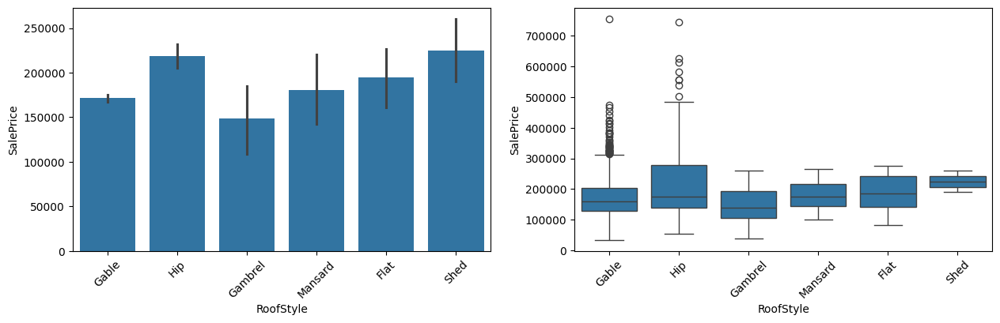 250000
200000
150000
100000
50000
0
SalePrice
Gable
Hip
Gambrel
Mansard
Flat
Shed
RoofStyle
700000
600000
500000
400000
300000
200000
100000
0
SalePrice
Gable
Hip
Gambrel
Mansard
Flat
Shed
RoofStyle